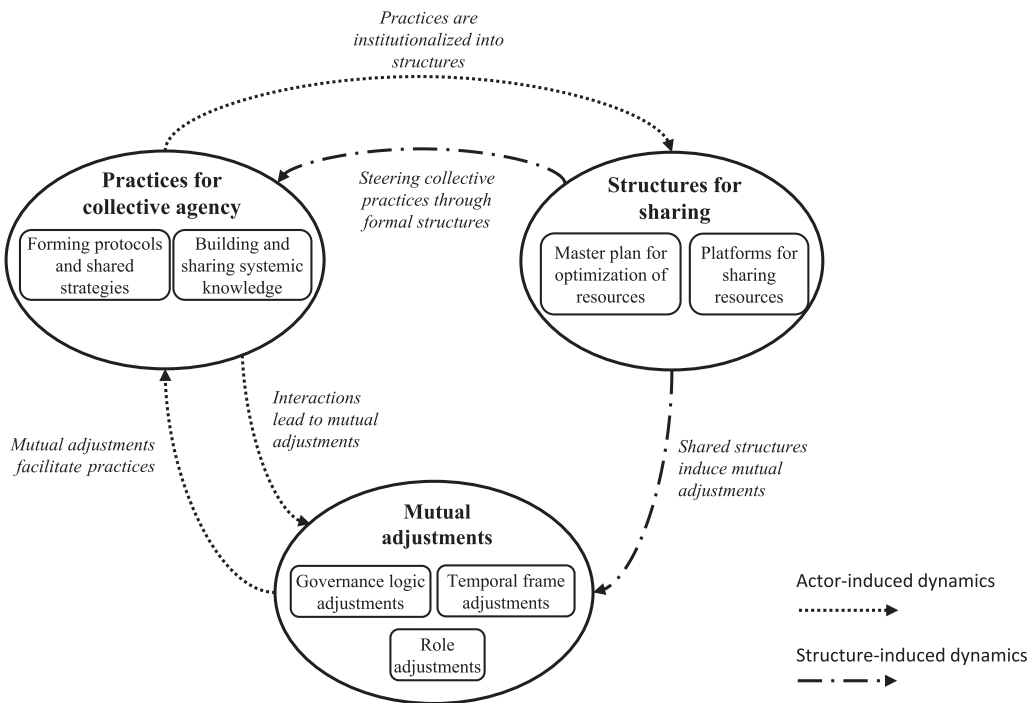 Practices are
institutionalized into
structures
Practices for
collective agency
Forming protocols
and shared
strategies
Building and
sharing systemic
knowledge
Steering collective
practices through
formal structures
Structures for
sharing
Master plan for
optimization of
resources
Platforms for
sharing
resources
Interactions
lead to mutual
adjustments
Mutual adjustments
facilitate practices
Shared structures
induce mutual
adjustments
Mutual
adjustments
Governance logic
adjustments
Temporal frame
adjustments
Role
adjustments
Actor-induced dynamics
Structure-induced dynamics